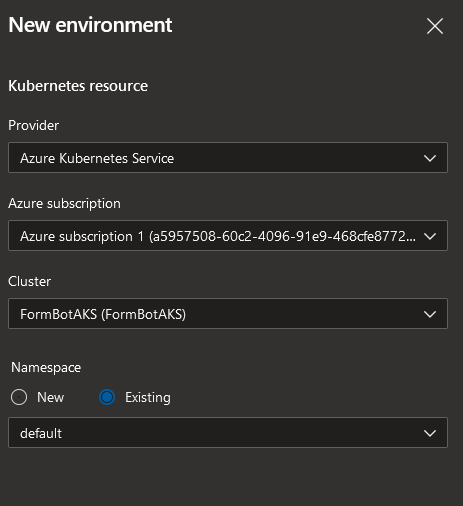 New environment
Kubernetes resource
Provider
Azure Kubernetes Service
Azure subscription
Azure subscription 1 (a5957508-60c2-4096-91e9-468cfe8772...
Cluster
FormBotAKS (FormBotAKS)
Namespace
New Existing
default